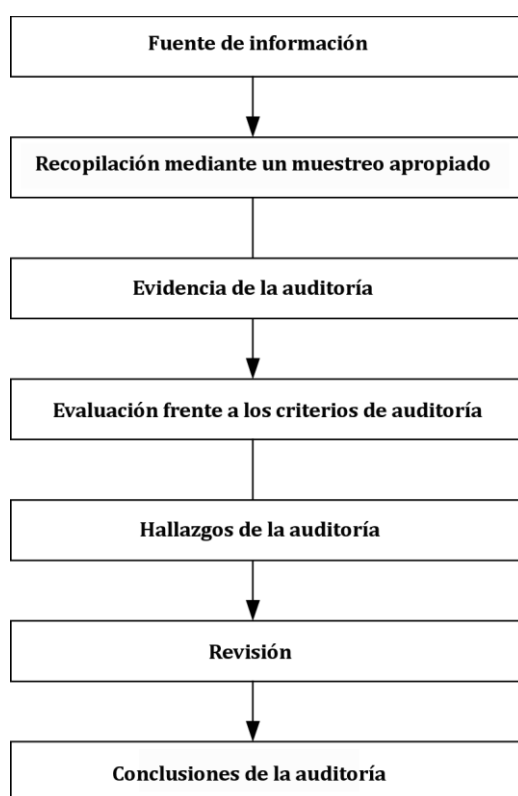 Fuente de información
Recopilación mediante un muestreo apropiado
Evidencia de la auditoría
Evaluación frente a los criterios de auditoría
Hallazgos de la auditoría
Revisión
Conclusiones de la auditoría